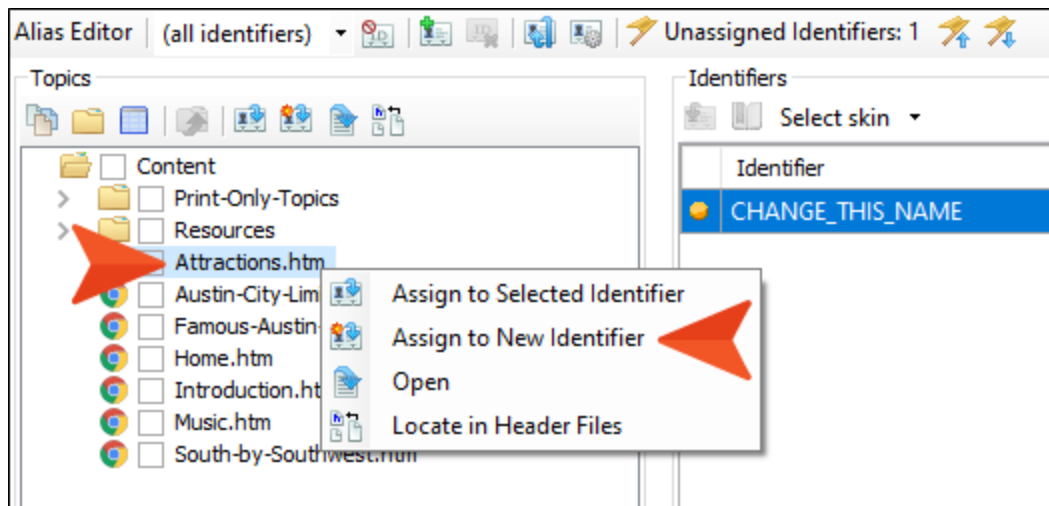 Alias Editor (all identifiers) Unassigned Identifiers: 1
Topics
Identifiers
Select skin
Content
Print-Only-Topics
Resources
Attractions.htm
Austin-City-Lim
Famous-Austin-
Home.htm
Introduction.ht
Music.htm
South-by-Southwest.htm
Assign to Selected Identifier
Assign to New Identifier
Open
Locate in Header Files
Identifier
CHANGE_THIS_NAME